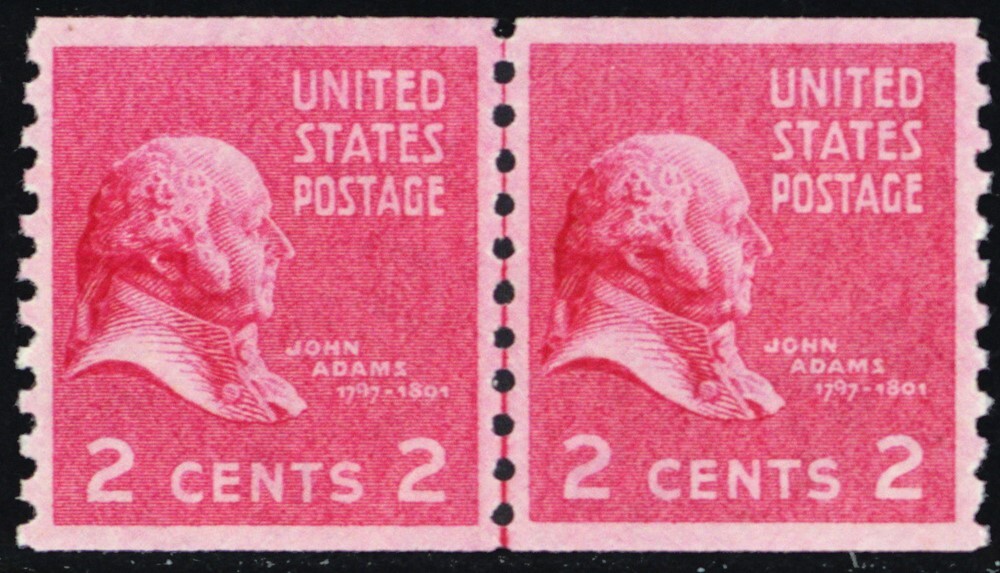 UNITED
STATES
POSTAGE
JOHN
ADAMS
1797-1801
2 CENTS 2
UNITED
STATES
POSTAGE
JOHN
ADAMS
1797-1801
2 CENTS 2